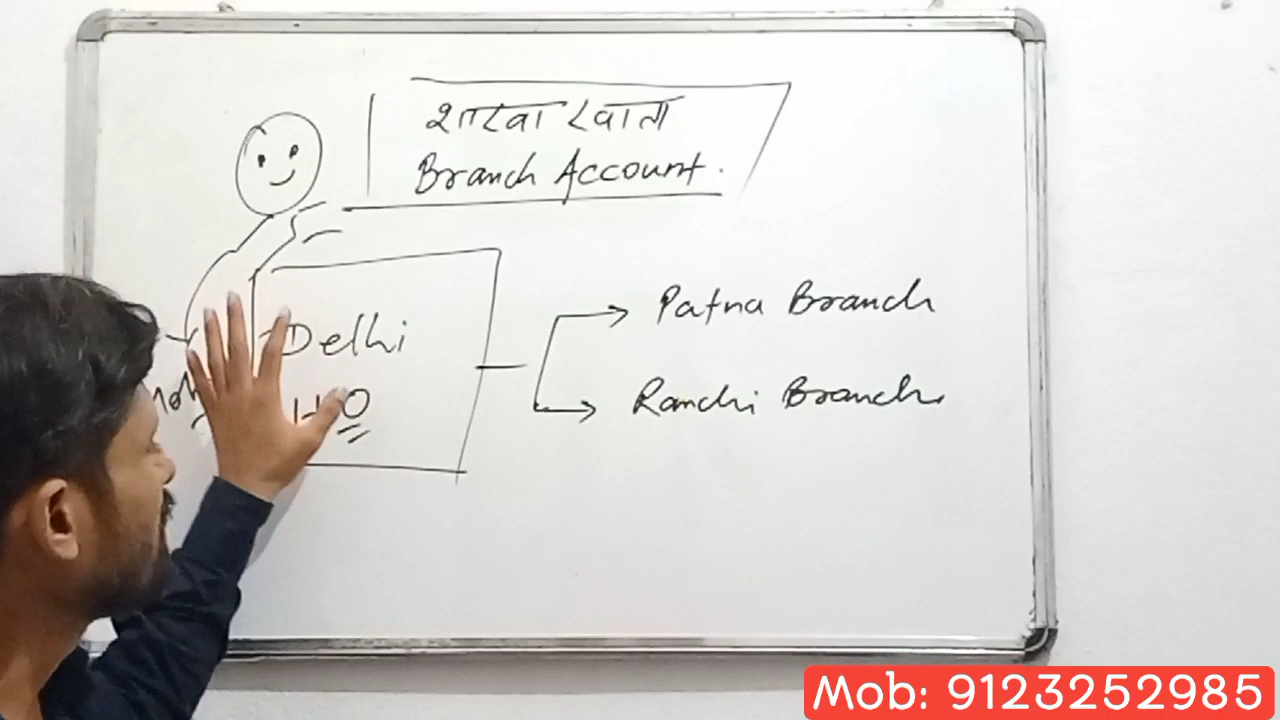 शाखा खाता
Branch Account.
Delhi
HO
Patna Branch
Ranchi Branch
Mob: 9123252985